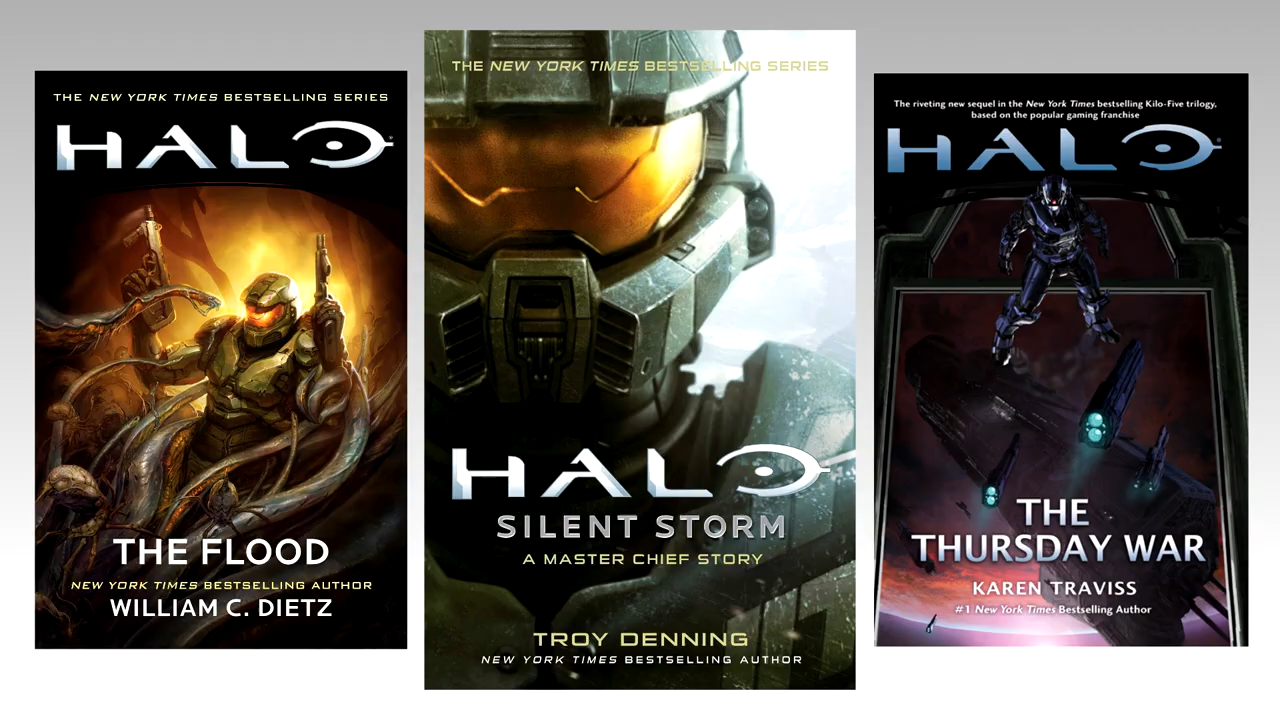 THE NEW YORK TIMES BESTSELLING SERIES
HALO
THE FLOOD
NEW YORK TIMES BESTSELLING AUTHOR
WILLIAM C. DIETZ
THE NEW YORK TIMES BESTSELLING SERIES
HALO
SILENT STORM
A MASTER CHIEF STORY
TROY DENNING
NEW YORK TIMES BESTSELLING AUTHOR
The riveting new sequel in the New York Times bestselling Kilo-Five trilogy,
based on the popular gaming franchise
HALO
THE
THURSDAY WAR
KAREN TRAVISS
#1 New York Times Bestselling Author